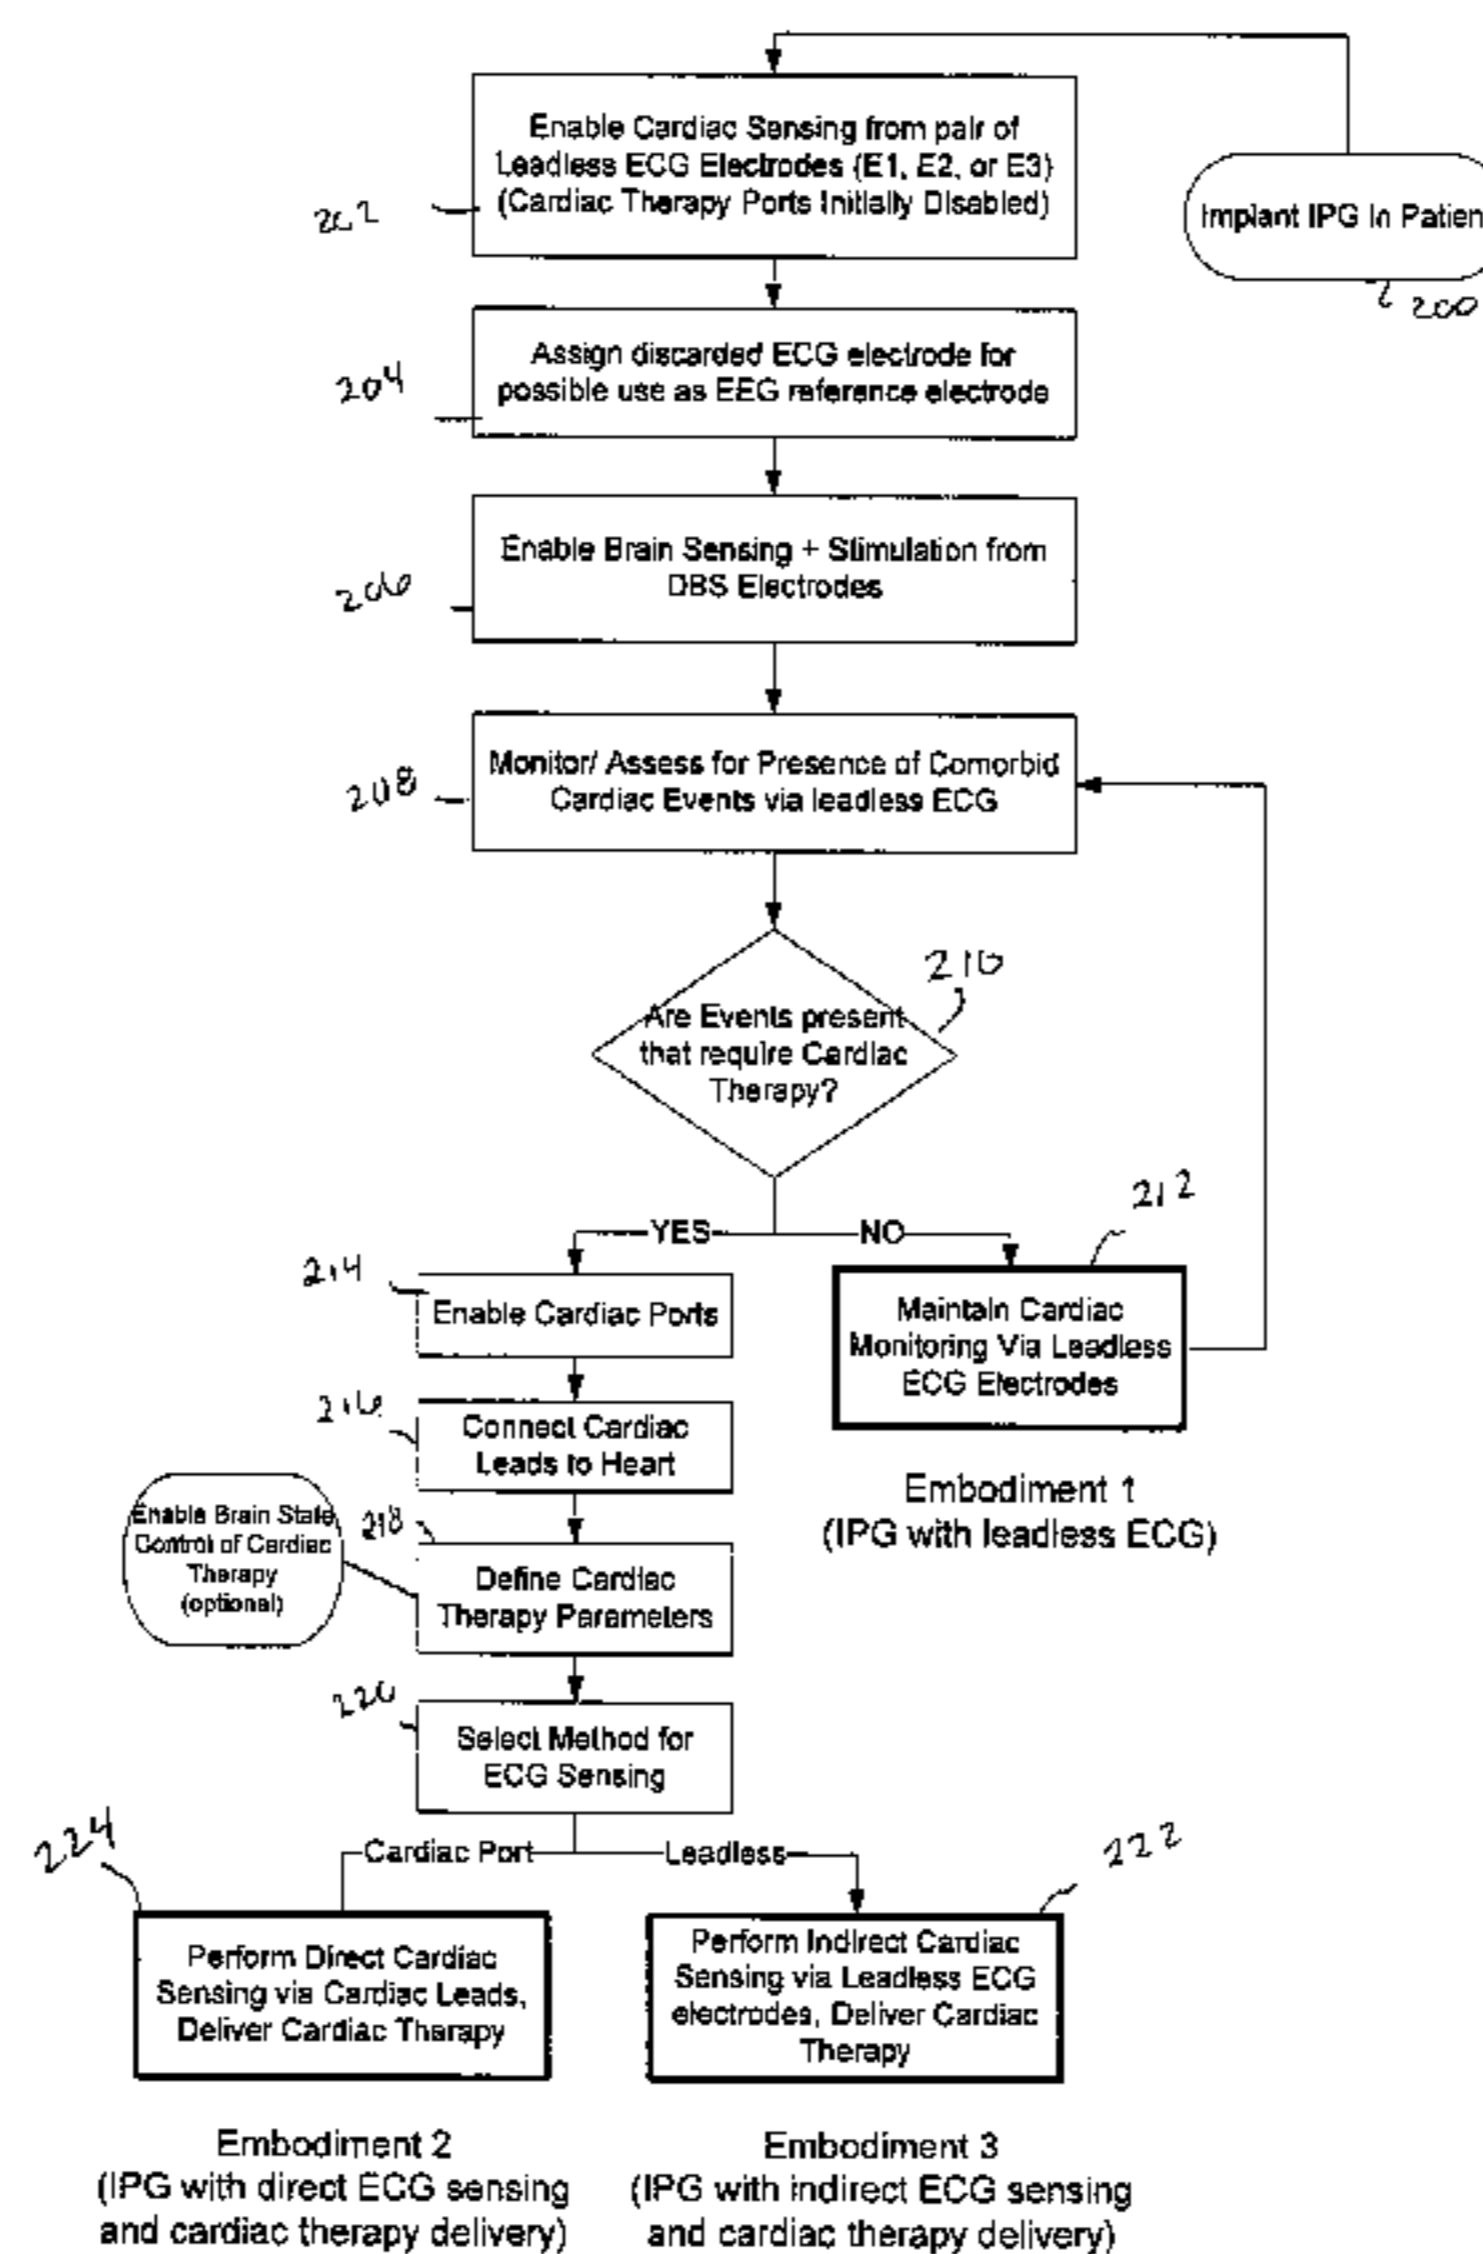 Enable Cardiac Sensing from pair of
Leadless ECG Electrodes (E1, E2, or E3)
(Cardiac Therapy Ports Initially Disabled)
202
Implant IPG In Patien
200
Assign discarded ECG electrode for
possible use as EEG reference electrode
204
Enable Brain Sensing + Stimulation from
DBS Electrodes
206
Monitor/ Assess for Presence of Comorbid
Cardiac Events via leadless ECG
208
Are Events present
that require Cardiac
Therapy?
210
YES
NO
212
214
Enable Cardiac Ports
Maintain Cardiac
Monitoring Via Leadless
ECG Electrodes
216
Connect Cardiac
Leads to Heart
Embodiment 1
(IPG with leadless ECG)
Enable Brain State
Control of Cardiac
Therapy
(optional)
218
Define Cardiac
Therapy Parameters
220
Select Method for
ECG Sensing
Cardiac Port
Leadless
224
222
Perform Direct Cardiac
Sensing via Cardiac Leads,
Deliver Cardiac Therapy
Perform Indirect Cardiac
Sensing via Leadless ECG
electrodes, Deliver Cardiac
Therapy
Embodiment 2
(IPG with direct ECG sensing
and cardiac therapy delivery)
Embodiment 3
(IPG with indirect ECG sensing
and cardiac therapy delivery)